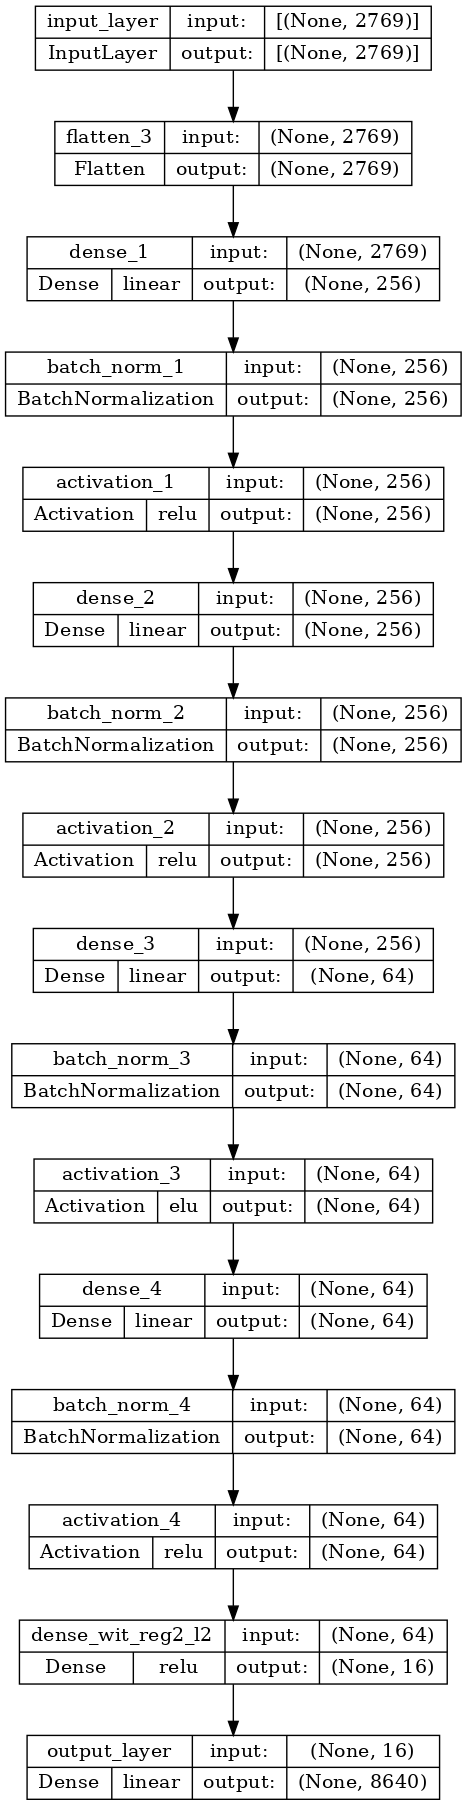 input_layer input: [(None, 2769)]
InputLayer output: [(None, 2769)]
flatten_3 input: (None, 2769)
Flatten output: (None, 2769)
dense_1 input: (None, 2769)
Dense linear output: (None, 256)
batch_norm_1 input: (None, 256)
BatchNormalization output: (None, 256)
activation_1 input: (None, 256)
Activation relu output: (None, 256)
dense_2 input: (None, 256)
Dense linear output: (None, 256)
batch_norm_2 input: (None, 256)
BatchNormalization output: (None, 256)
activation_2 input: (None, 256)
Activation relu output: (None, 256)
dense_3 input: (None, 256)
Dense linear output: (None, 64)
batch_norm_3 input: (None, 64)
BatchNormalization output: (None, 64)
activation_3 input: (None, 64)
Activation elu output: (None, 64)
dense_4 input: (None, 64)
Dense linear output: (None, 64)
batch_norm_4 input: (None, 64)
BatchNormalization output: (None, 64)
activation_4 input: (None, 64)
Activation relu output: (None, 64)
dense_wit_reg2_l2 input: (None, 64)
Dense relu output: (None, 16)
output_layer input: (None, 16)
Dense linear output: (None, 8640)